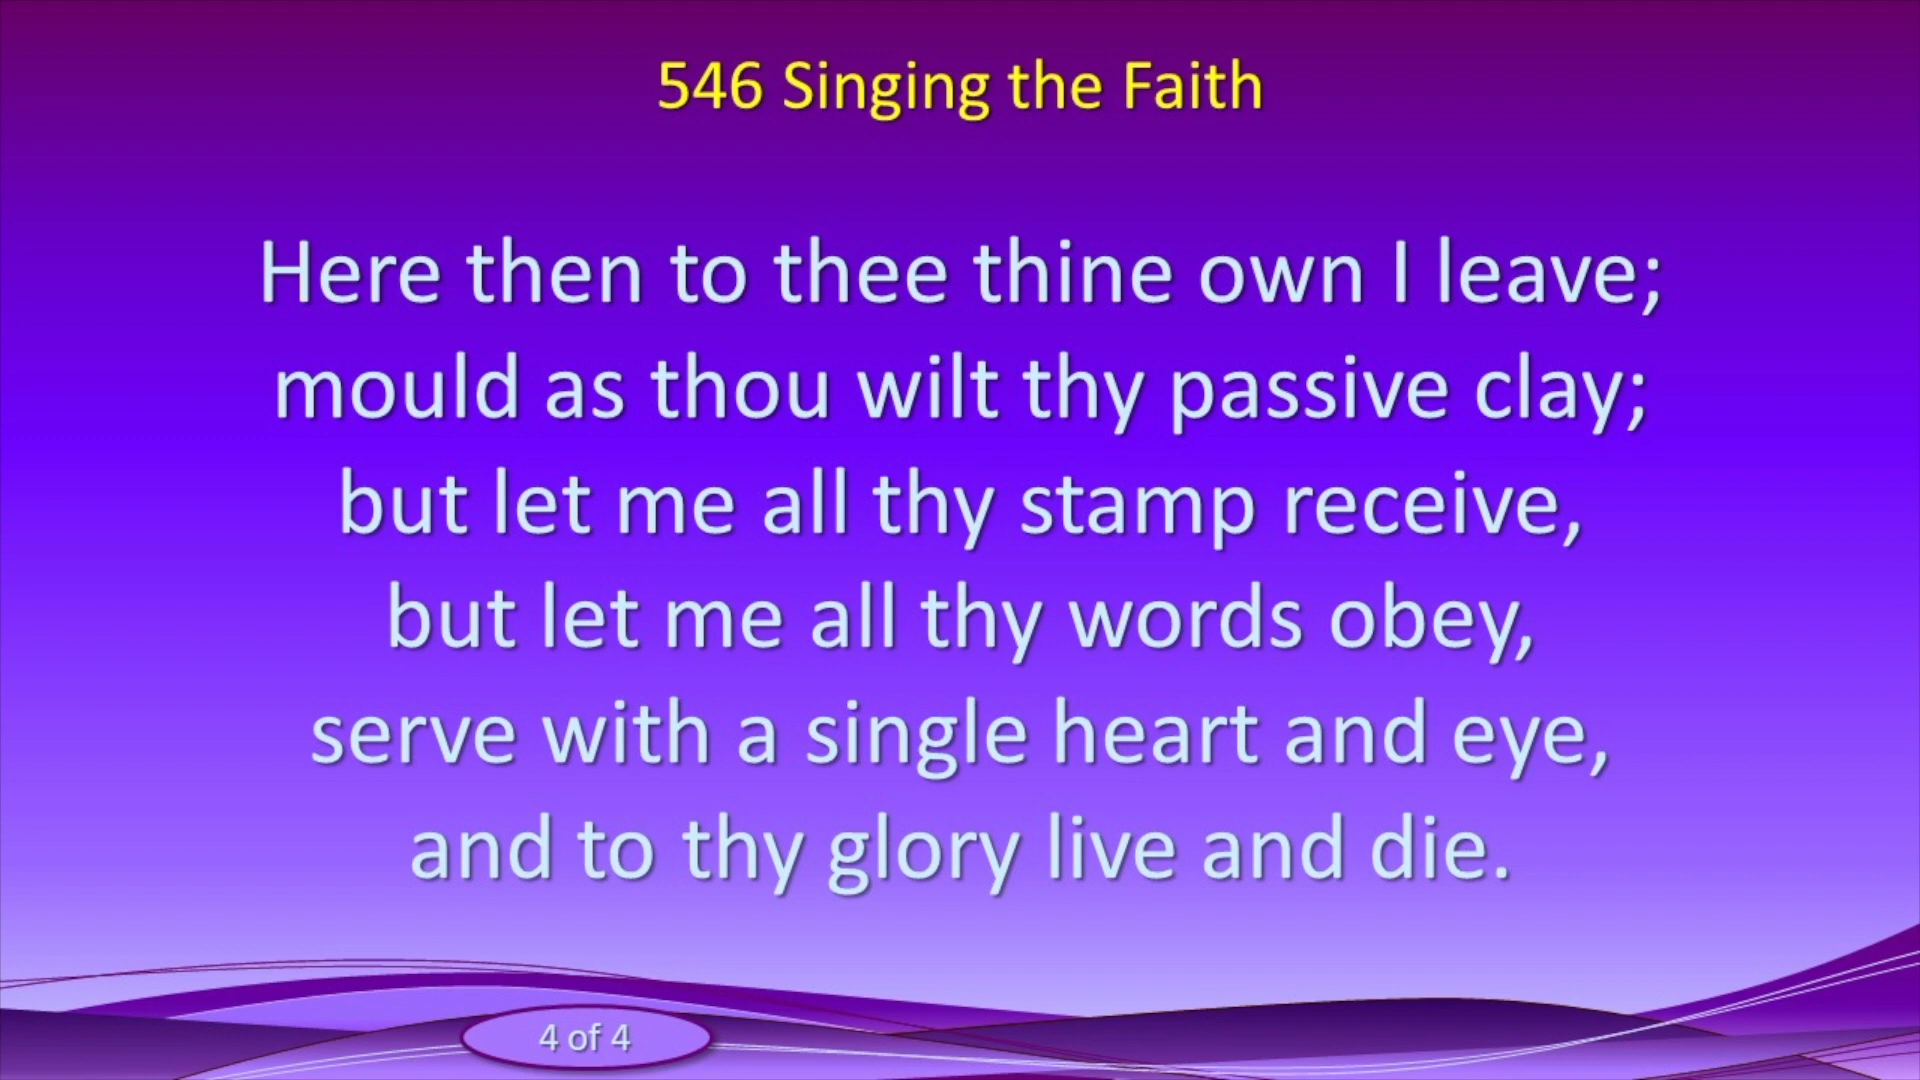 546 Singing the Faith
Here then to thee thine own I leave;
mould as thou wilt thy passive clay;
but let me all thy stamp receive,
but let me all thy words obey,
serve with a single heart and eye,
and to thy glory live and die.
4 of 4